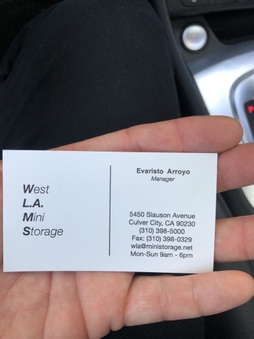 West
L.A.
Mini
Storage
Evaristo Arroyo
Manager
5450 Slauson Avenue
Culver City, CA 90230
(310) 398-5000
Fax: (310) 398-0329
wla@ministorage.net
Mon-Sun 9am - 6pm